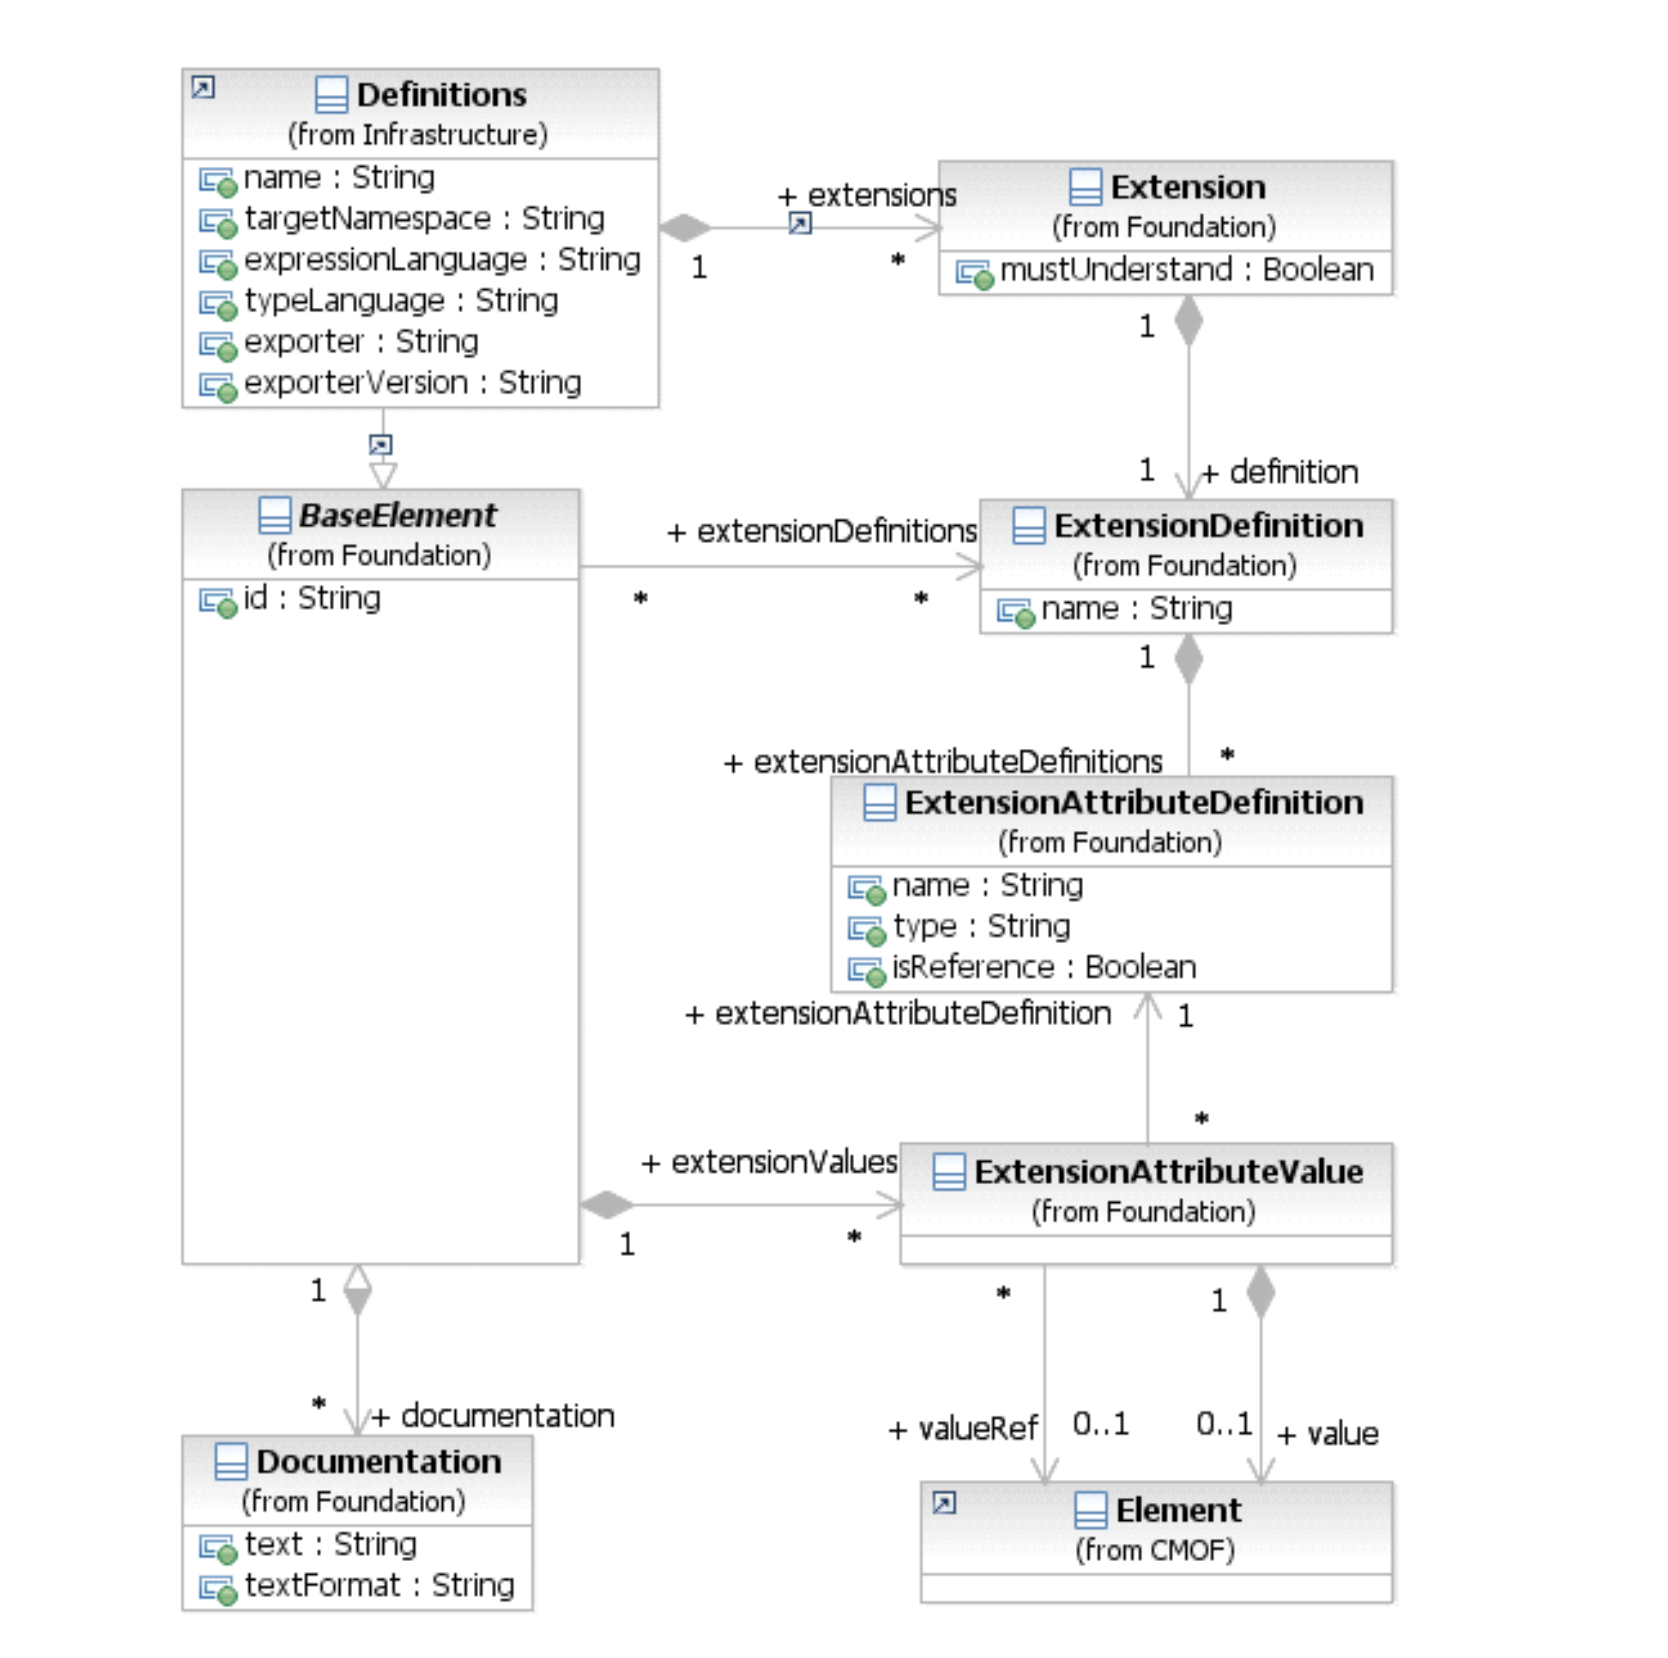 Definitions
(from Infrastructure)
name : String
targetNamespace : String
expressionLanguage : String
typeLanguage : String
exporter : String
exporterVersion : String
+ extensions
1
*
Extension
(from Foundation)
mustUnderstand : Boolean
1
1
+ definition
BaseElement
(from Foundation)
id : String
+ extensionDefinitions
*
*
ExtensionDefinition
(from Foundation)
name : String
1
+ extensionAttributeDefinitions
*
ExtensionAttributeDefinition
(from Foundation)
name : String
type : String
isReference : Boolean
+ extensionAttributeDefinition
1
*
+ extensionValues
1
*
ExtensionAttributeValue
(from Foundation)
1
*
+ documentation
*
1
+ valueRef
0..1
0..1
+ value
Documentation
(from Foundation)
text : String
textFormat : String
Element
(from CMOF)